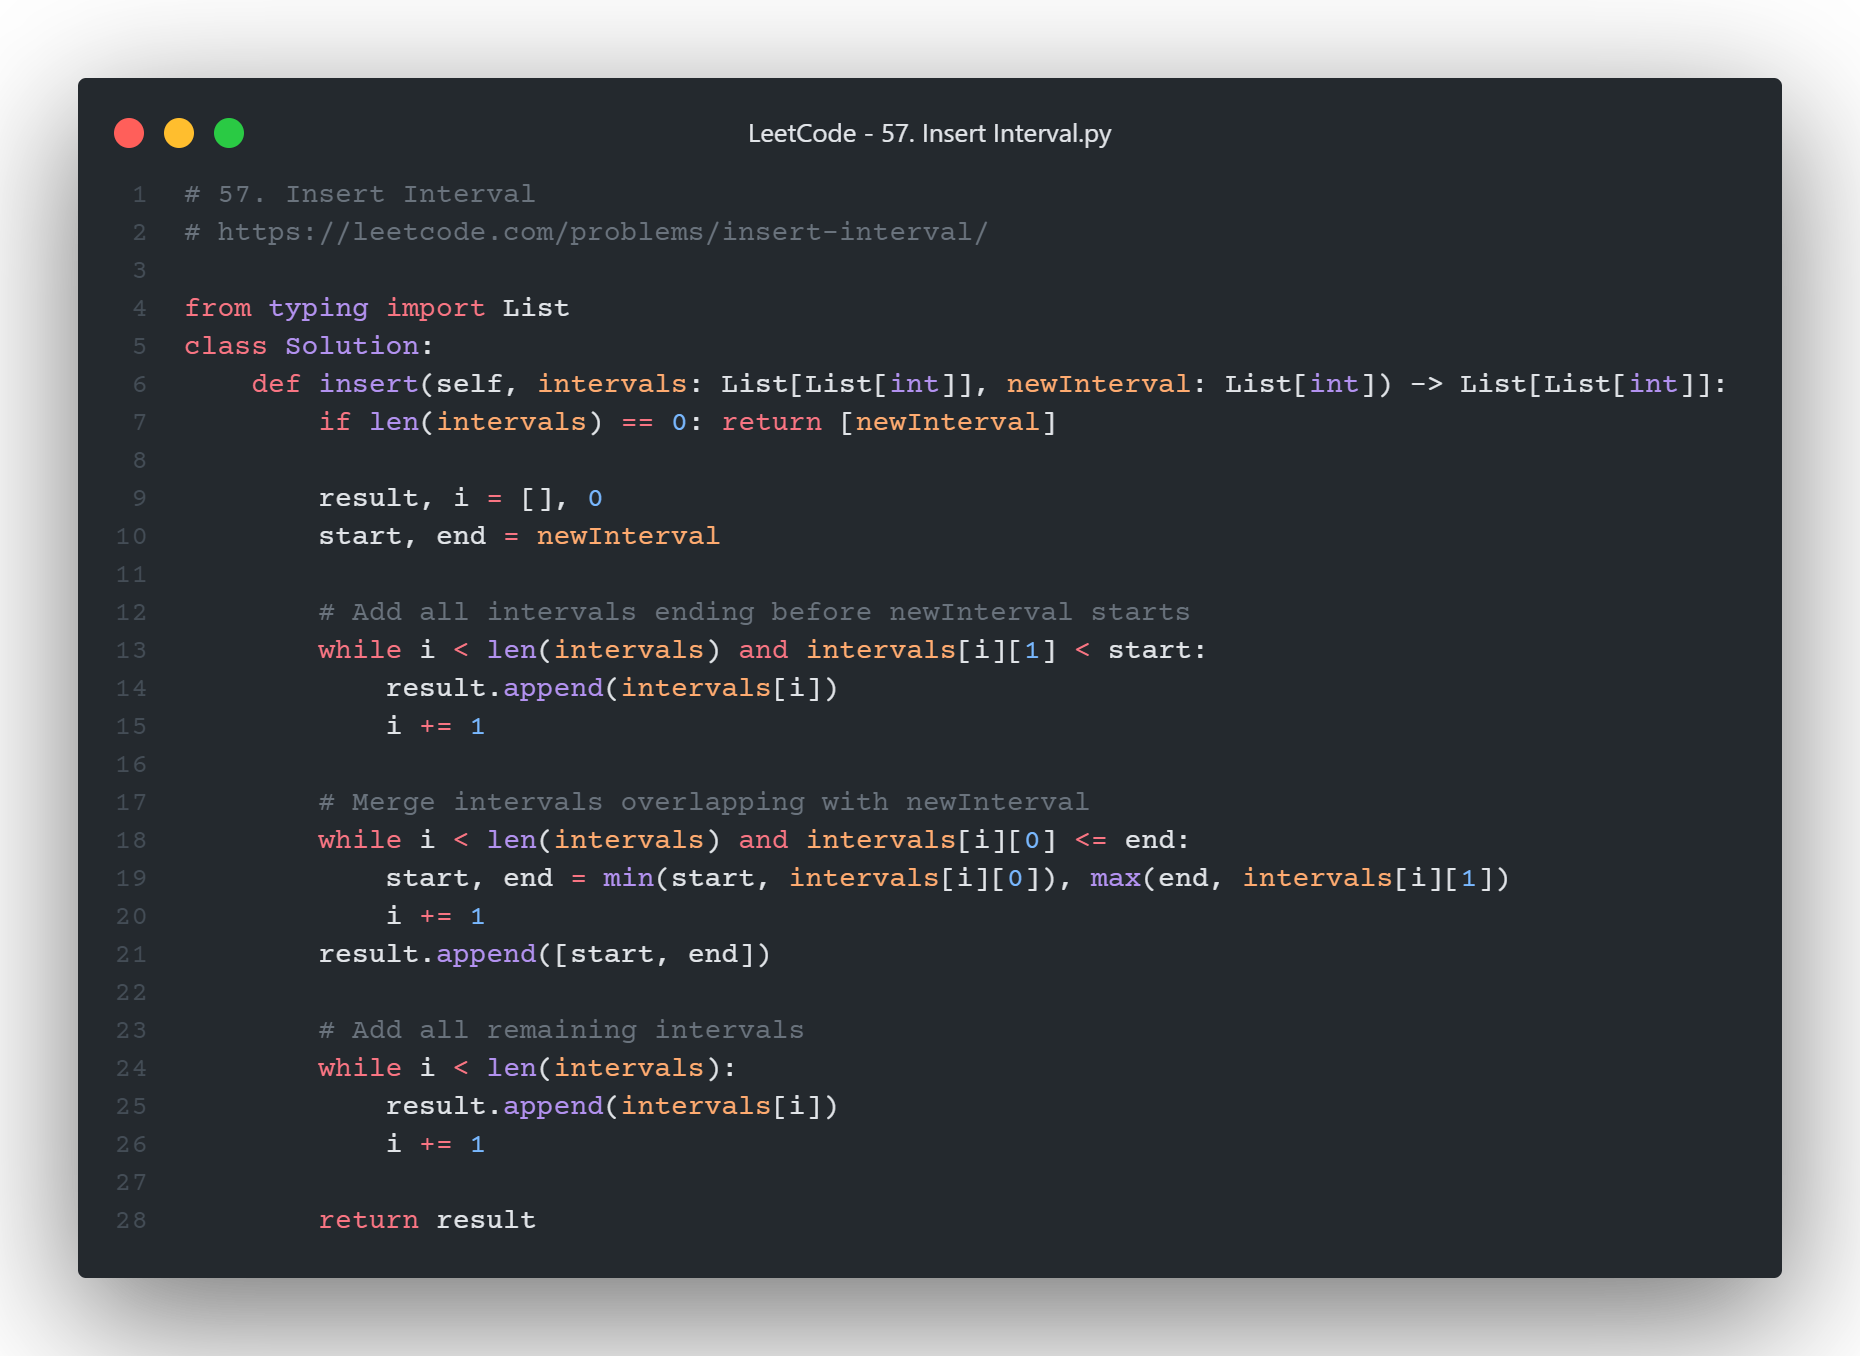 LeetCode - 57. Insert Interval.py
1 # 57. Insert Interval
2 # https://leetcode.com/problems/insert-interval/
3
4 from typing import List
5 class Solution:
6     def insert(self, intervals: List[List[int]], newInterval: List[int]) -> List[List[int]]:
7         if len(intervals) == 0: return [newInterval]
8
9         result, i = [], 0
10         start, end = newInterval
11
12         # Add all intervals ending before newInterval starts
13         while i < len(intervals) and intervals[i][1] < start:
14             result.append(intervals[i])
15             i += 1
16
17         # Merge intervals overlapping with newInterval
18         while i < len(intervals) and intervals[i][0] <= end:
19             start, end = min(start, intervals[i][0]), max(end, intervals[i][1])
20             i += 1
21         result.append([start, end])
22
23         # Add all remaining intervals
24         while i < len(intervals):
25             result.append(intervals[i])
26             i += 1
27
28         return result